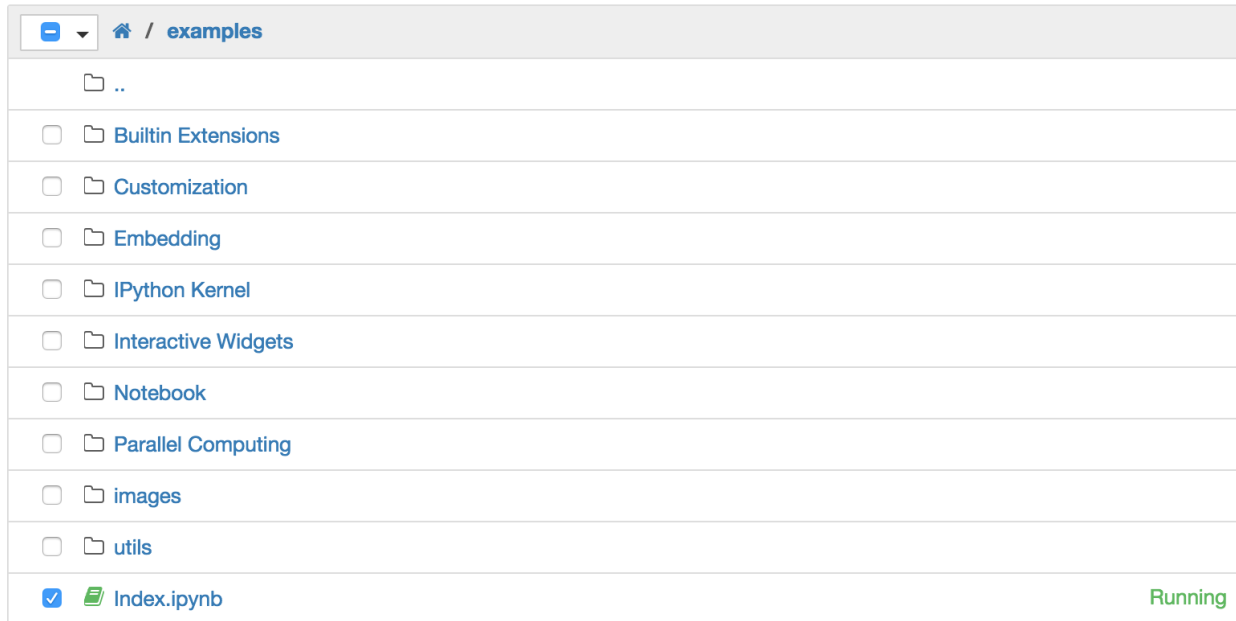 / examples
..
Builtin Extensions
Customization
Embedding
IPython Kernel
Interactive Widgets
Notebook
Parallel Computing
images
utils
Index.ipynb Running